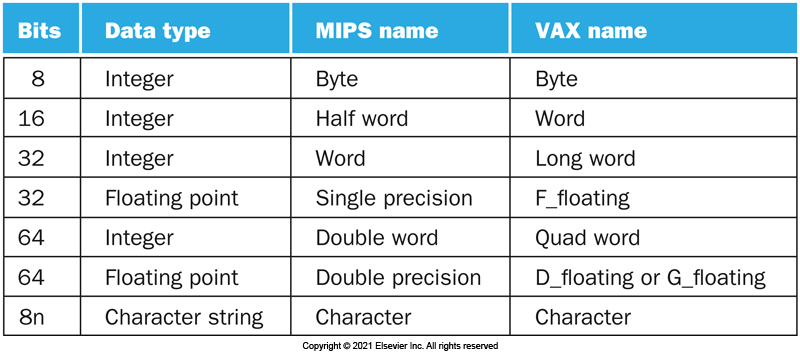 Bits Data type MIPS name VAX name
8 Integer Byte Byte
16 Integer Half word Word
32 Integer Word Long word
32 Floating point Single precision F_floating
64 Integer Double word Quad word
64 Floating point Double precision D_floating or G_floating
8n Character string Character Character
Copyright © 2021 Elsevier Inc. All rights reserved